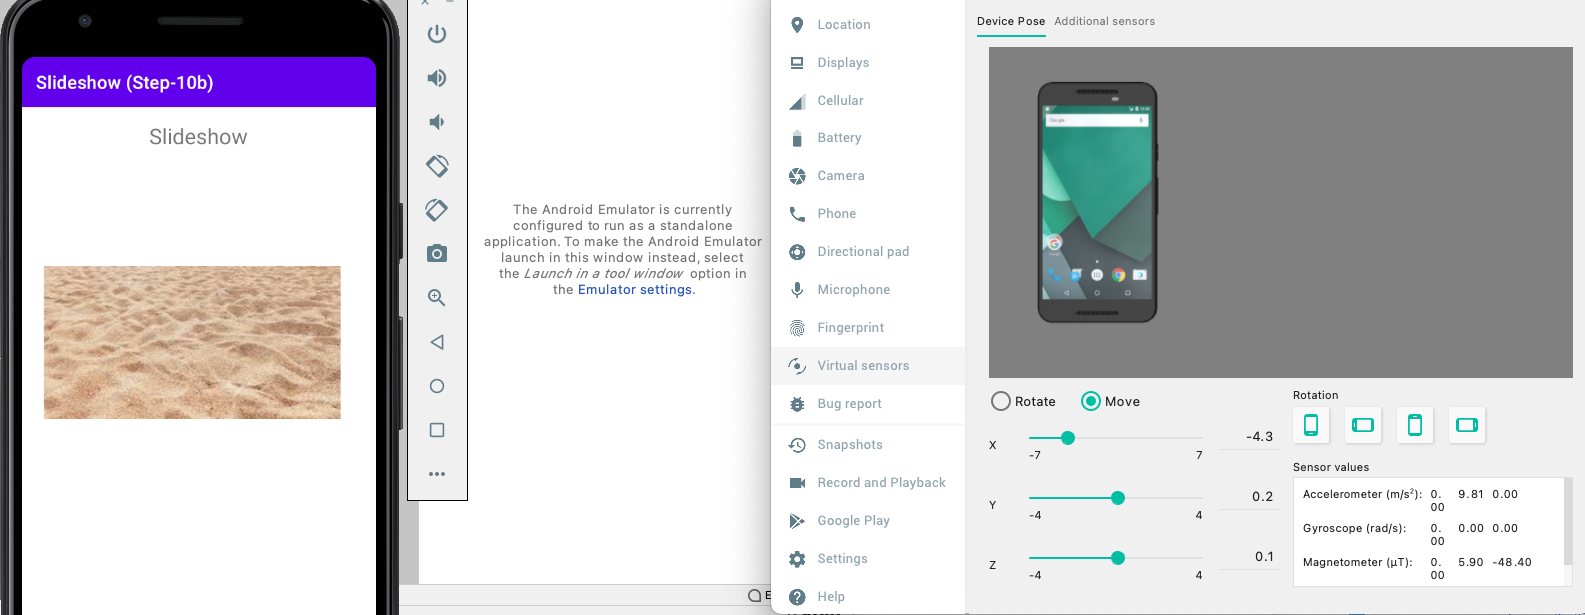 Slideshow (Step-10b)
Slideshow
The Android Emulator is currently
configured to run as a standalone
application. To make the Android Emulator
launch in this window instead, select
the Launch in a tool window option in
the Emulator settings.
Location
Displays
Cellular
Battery
Camera
Phone
Directional pad
Microphone
Fingerprint
Virtual sensors
Bug report
Snapshots
Record and Playback
Google Play
Settings
Help
Device Pose Additional sensors
Google
Rotate Move
X -4.3
-7 7
Y 0.2
-4 4
Z 0.1
-4 4
Rotation
Sensor values
Accelerometer (m/s²): 0. 9.81 0.00
00
Gyroscope (rad/s): 0. 0.00 0.00
00
Magnetometer (μT): 0. 5.90 -48.40
00